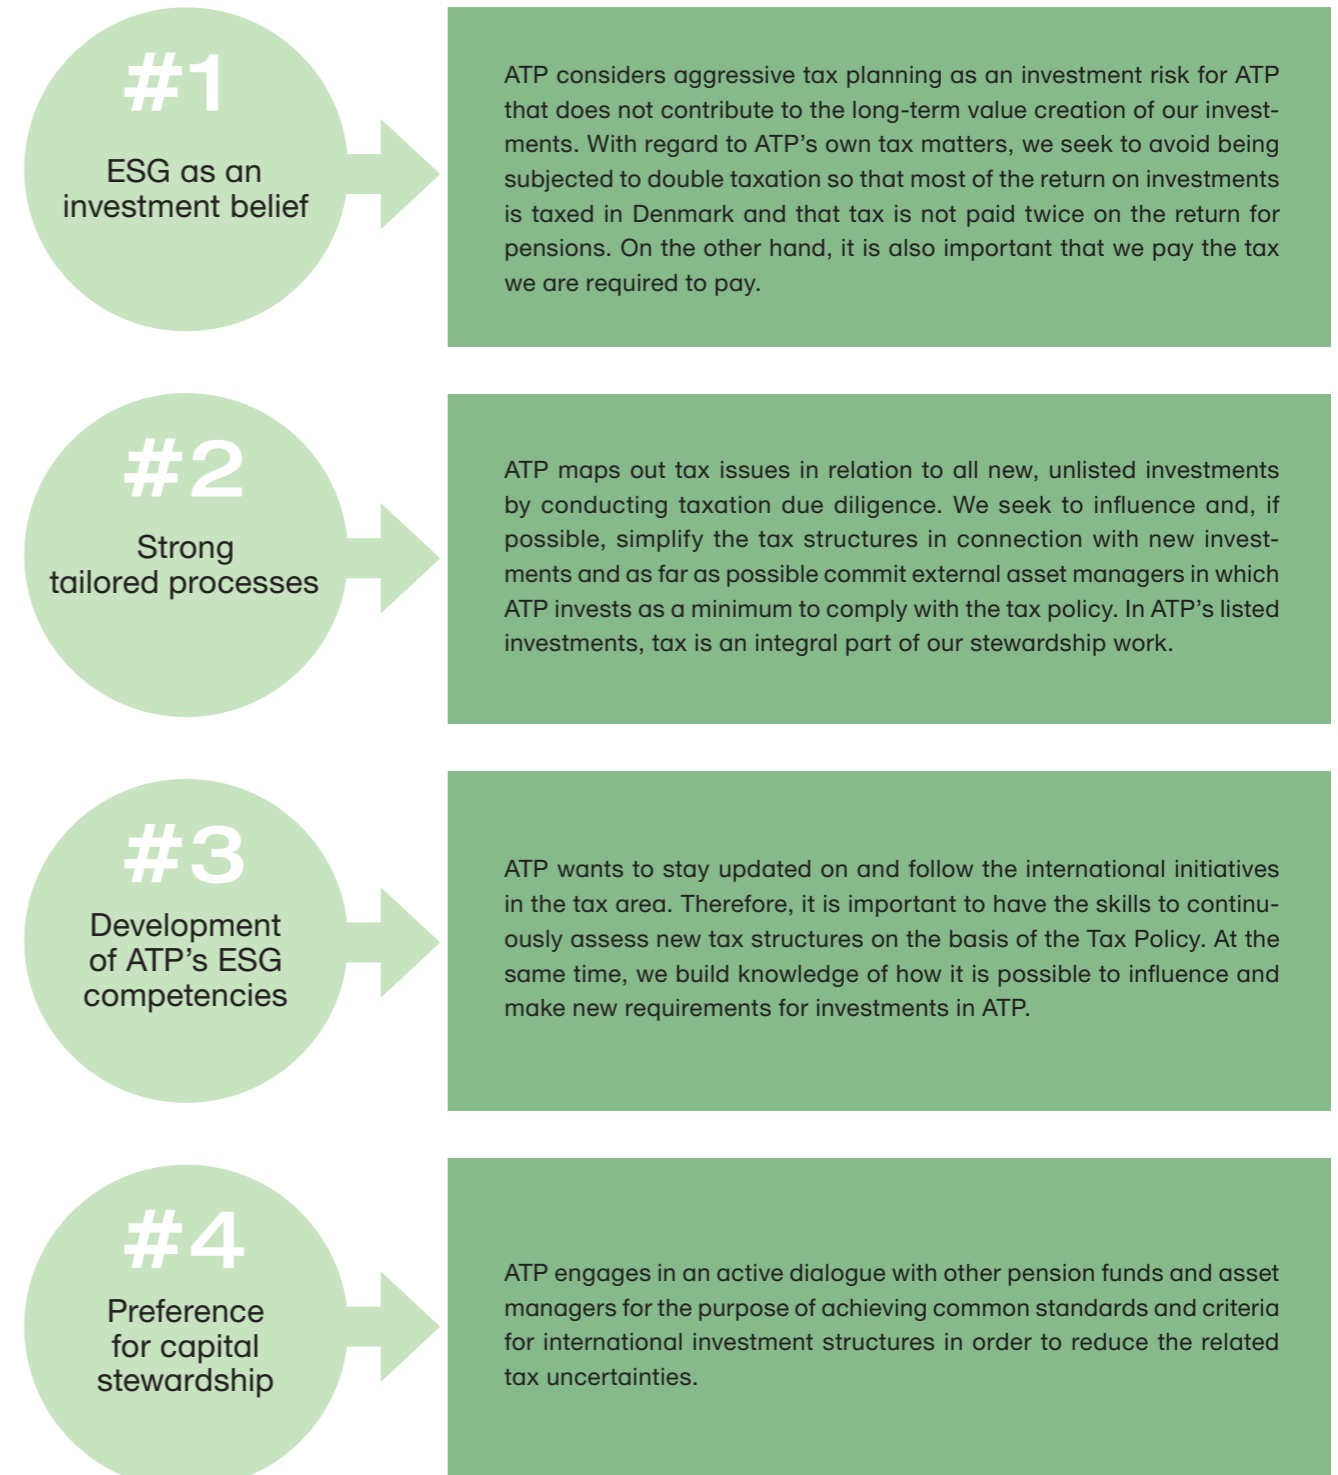 #1
ESG as an
investment belief
ATP considers aggressive tax planning as an investment risk for ATP
that does not contribute to the long-term value creation of our invest-
ments. With regard to ATP's own tax matters, we seek to avoid being
subjected to double taxation so that most of the return on investments
is taxed in Denmark and that tax is not paid twice on the return for
pensions. On the other hand, it is also important that we pay the tax
we are required to pay.
#2
Strong
tailored processes
ATP maps out tax issues in relation to all new, unlisted investments
by conducting taxation due diligence. We seek to influence and, if
possible, simplify the tax structures in connection with new invest-
ments and as far as possible commit external asset managers in which
ATP invests as a minimum to comply with the tax policy. In ATP's listed
investments, tax is an integral part of our stewardship work.
#3
Development
of ATP's ESG
competencies
ATP wants to stay updated on and follow the international initiatives
in the tax area. Therefore, it is important to have the skills to continu-
ously assess new tax structures on the basis of the Tax Policy. At the
same time, we build knowledge of how it is possible to influence and
make new requirements for investments in ATP.
#4
Preference
for capital
stewardship
ATP engages in an active dialogue with other pension funds and asset
managers for the purpose of achieving common standards and criteria
for international investment structures in order to reduce the related
tax uncertainties.